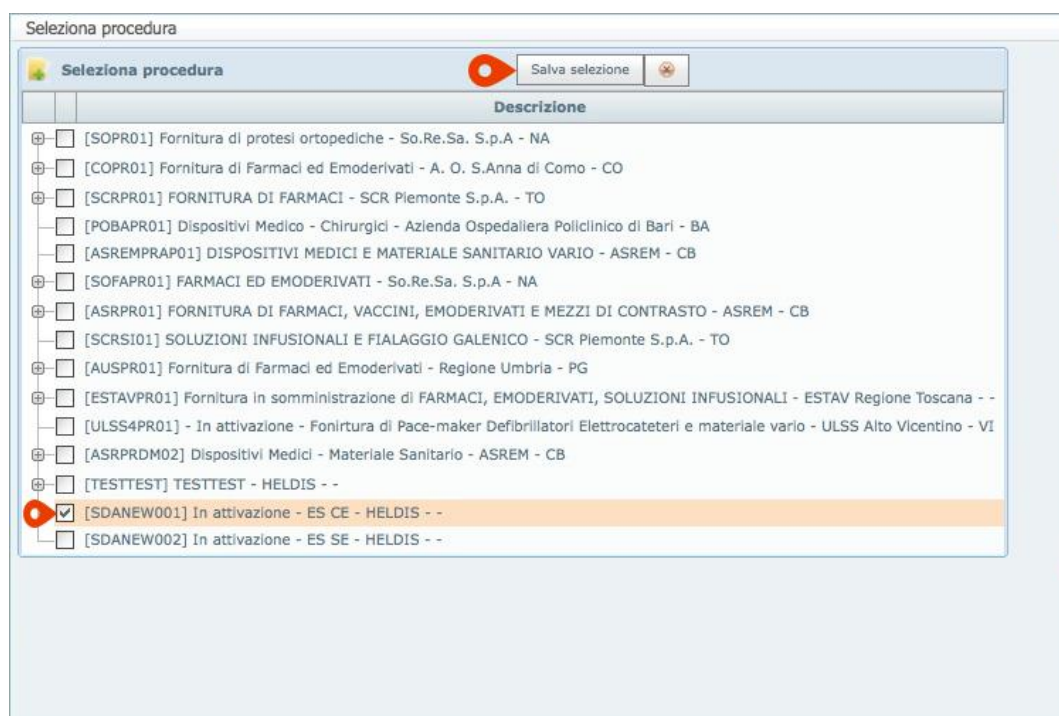 Seleziona procedura
Seleziona procedura
Salva selezione
Descrizione
[SOPR01] Fornitura di protesi ortopediche - So.Re.Sa. S.p.A - NA
[COPR01] Fornitura di Farmaci ed Emoderivati - A. O. S.Anna di Como - CO
[SCRPR01] FORNITURA DI FARMACI - SCR Piemonte S.p.A. - TO
[POBAPR01] Dispositivi Medico - Chirurgici - Azienda Ospedaliera Policlinico di Bari - BA
[ASREMPRAP01] DISPOSITIVI MEDICI E MATERIALE SANITARIO VARIO - ASREM - CB
[SOFAPR01] FARMACI ED EMODERIVATI - So.Re.Sa. S.p.A - NA
[ASRPR01] FORNITURA DI FARMACI, VACCINI, EMODERIVATI E MEZZI DI CONTRASTO - ASREM - CB
[SCRSI01] SOLUZIONI INFUSIONALI E FIALAGGIO GALENICO - SCR Piemonte S.p.A. - TO
[AUSPR01] Fornitura di Farmaci ed Emoderivati - Regione Umbria - PG
[ESTAVPR01] Fornitura in somministrazione di FARMACI, EMODERIVATI, SOLUZIONI INFUSIONALI - ESTAV Regione Toscana - -
[ULSS4PR01] - In attivazione - Fonirtura di Pace-maker Defibrillatori Elettrocateteri e materiale vario - ULSS Alto Vicentino - VI
[ASRPRDM02] Dispositivi Medici - Materiale Sanitario - ASREM - CB
[TESTTEST] TESTTEST - HELDIS - -
[SDANEW001] In attivazione - ES CE - HELDIS - -
[SDANEW002] In attivazione - ES SE - HELDIS - -